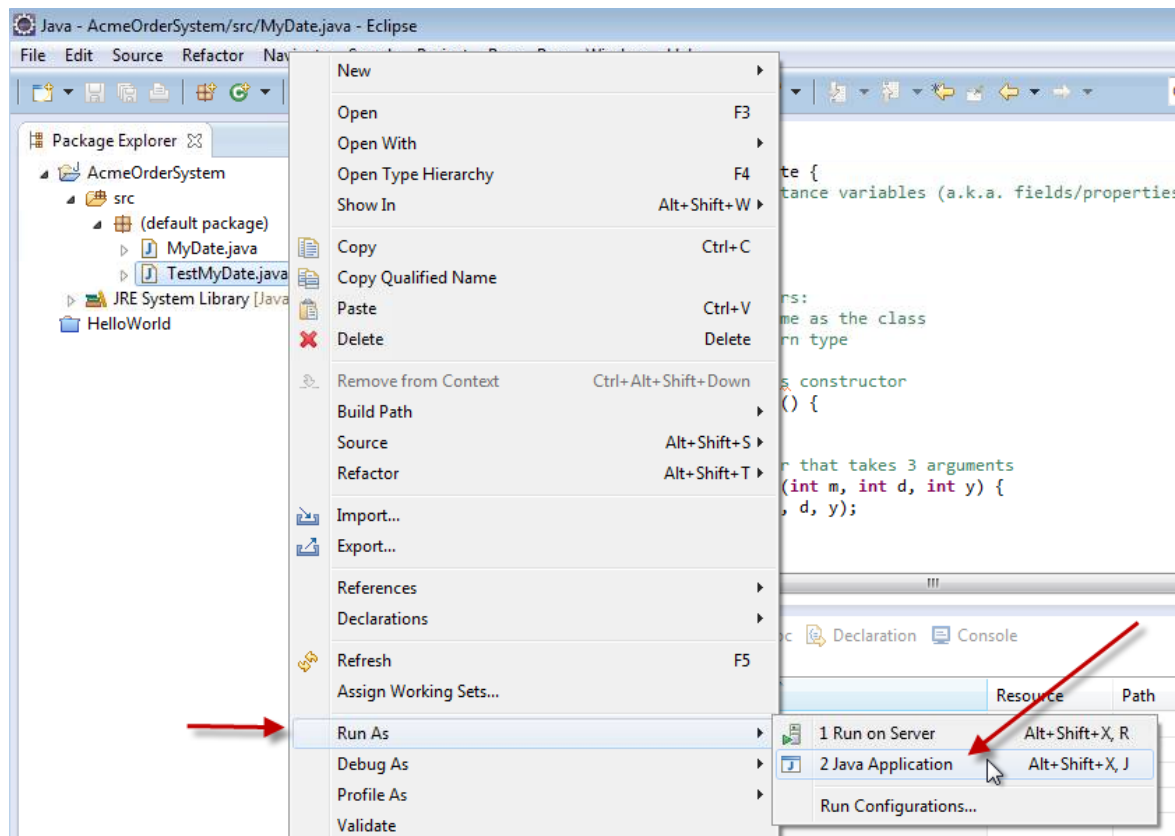 Java - AcmeOrderSystem/src/MyDate.java - Eclipse
File Edit Source Refactor
Package Explorer
AcmeOrderSystem
src
(default package)
MyDate.java
TestMyDate.java
JRE System Library [Java
HelloWorld
New
Open F3
Open With
Open Type Hierarchy F4
Show In Alt+Shift+W
Copy Ctrl+C
Copy Qualified Name
Paste Ctrl+V
Delete Delete
Remove from Context Ctrl+Alt+Shift+Down
Build Path
Source Alt+Shift+S
Refactor Alt+Shift+T
Import...
Export...
References
Declarations
Refresh F5
Assign Working Sets...
Run As
Debug As
Profile As
Validate
te {
tance variables (a.k.a. fields/properties
rs:
me as the class
rn type
s constructor
() {
r that takes 3 arguments
(int m, int d, int y) {
, d, y);
Declaration Console
Resource Path
1 Run on Server Alt+Shift+X, R
2 Java Application Alt+Shift+X, J
Run Configurations...